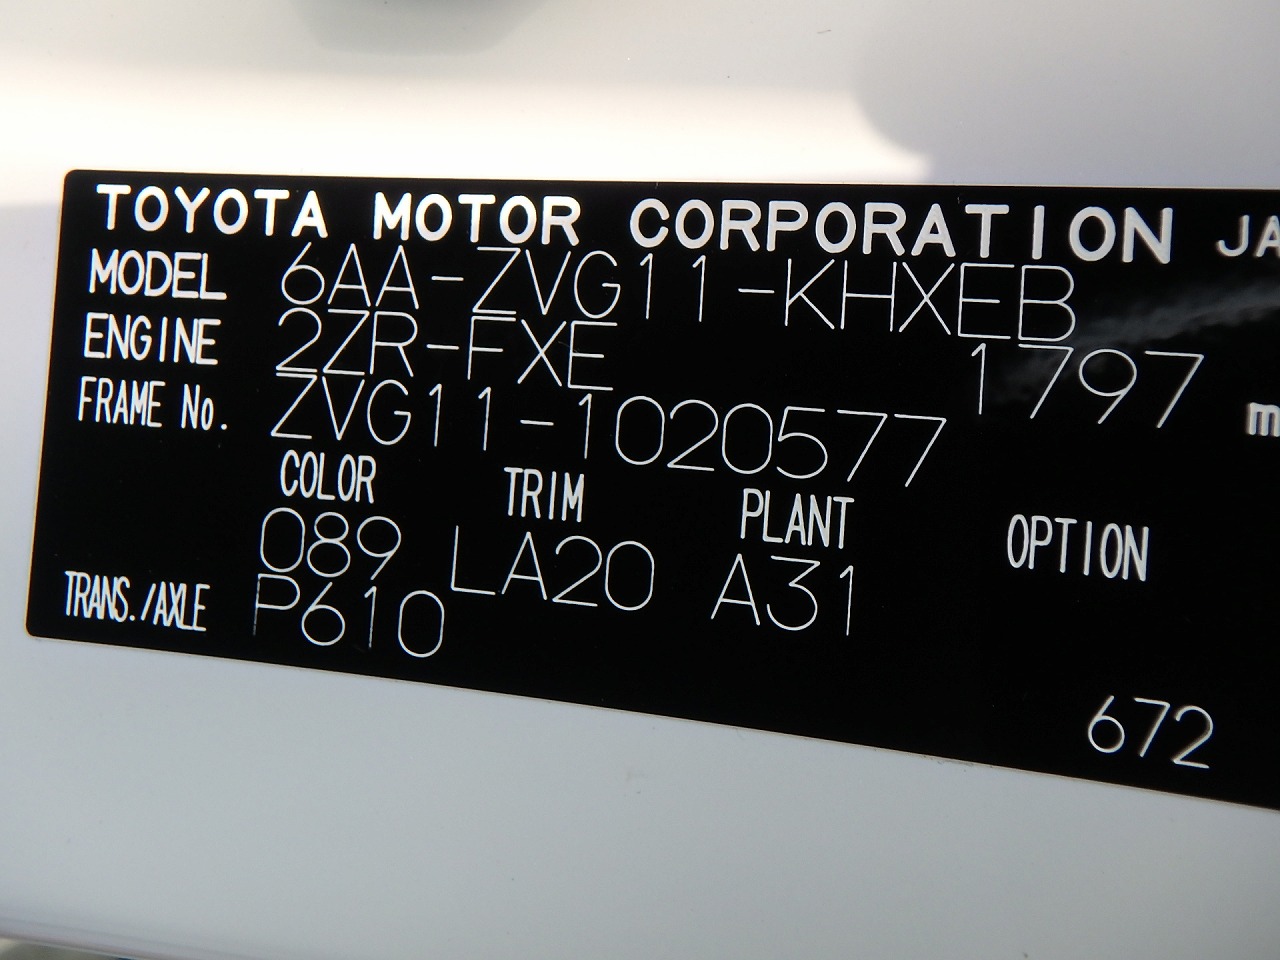 TOYOTA MOTOR CORPORATION JA
MODEL 6AA-ZVG11-KHXEB
ENGINE 2ZR-FXE 1797 m
FRAME No. ZVG11-1020577
COLOR TRIM PLANT OPTION
089 LA20 A31
TRANS./AXLE P610
672